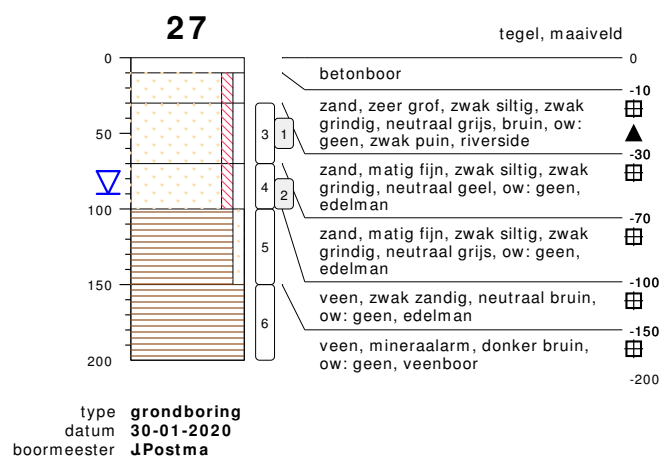 27
tegel, maaiveld
0
0
betonboor
-10
zand, zeer grof, zwak siltig, zwak
grindig, neutraal grijs, bruin, ow:
geen, zwak puin, riverside
-30
50
3
1
zand, matig fijn, zwak siltig, zwak
grindig, neutraal geel, ow: geen,
edelman
-70
4
2
100
zand, matig fijn, zwak siltig, zwak
grindig, neutraal grijs, ow: geen,
edelman
-100
5
veen, zwak zandig, neutraal bruin,
ow: geen, edelman
-150
150
6
veen, mineraalarm, donker bruin,
ow: geen, veenboor
200
-200
type grondboring
datum 30-01-2020
boormeester J.Postma